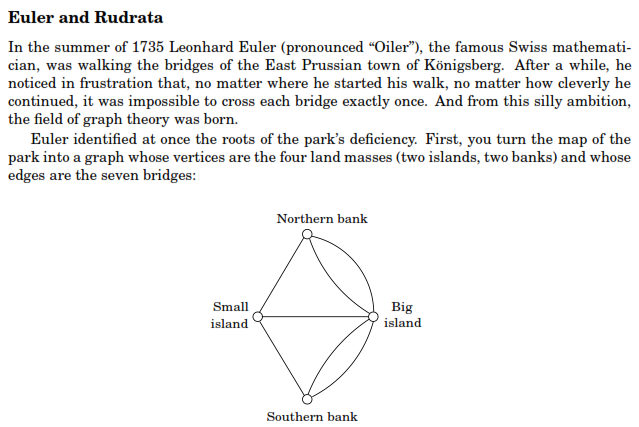 Euler and Rudrata
In the summer of 1735 Leonhard Euler (pronounced “Oiler”), the famous Swiss mathemati-
cian, was walking the bridges of the East Prussian town of Königsberg. After a while, he
noticed in frustration that, no matter where he started his walk, no matter how cleverly he
continued, it was impossible to cross each bridge exactly once. And from this silly ambition,
the field of graph theory was born.
Euler identified at once the roots of the park’s deficiency. First, you turn the map of the
park into a graph whose vertices are the four land masses (two islands, two banks) and whose
edges are the seven bridges:
Northern bank
Small
island
Big
island
Southern bank